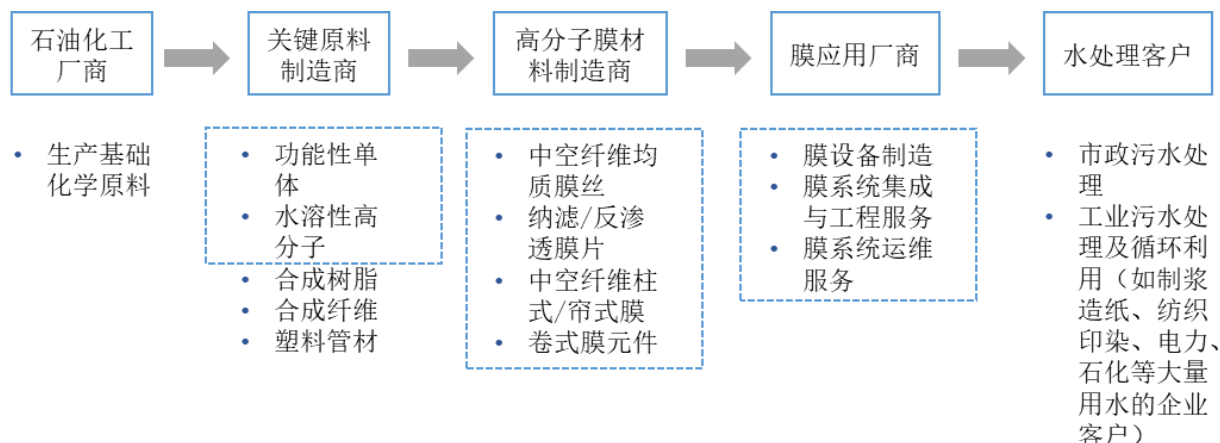 石油化工
厂商
关键原料
制造商
高分子膜材
料制造商
膜应用厂商
水处理客户
• 生产基础
化学原料
• 功能性单
体
• 水溶性高
分子
• 合成树脂
• 合成纤维
• 塑料管材
• 中空纤维均
质膜丝
• 纳滤/反渗
透膜片
• 中空纤维柱
式/帘式膜
• 卷式膜元件
• 膜设备制造
• 膜系统集成
与工程服务
• 膜系统运维
服务
• 市政污水处
理
• 工业污水处
理及循环利
用（如制浆
造纸、纺织
印染、电力、
石化等大量
用水的企业
客户）